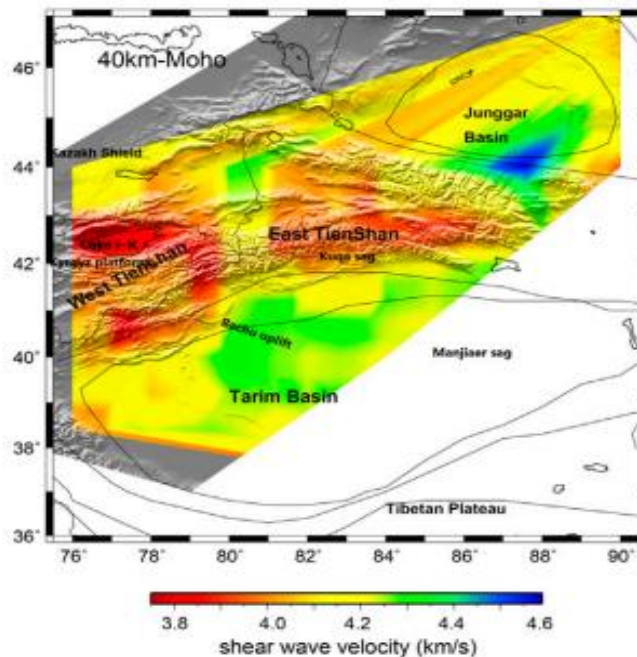 46°
44°
42°
40°
38°
36°
40km-Moho
Junggar
Basin
Kazakh Shield
East TienShan
Kuqa sag
Kyrgyz platform
West TienShan
Bachu uplift
Manjiaer sag
Tarim Basin
Tibetan Plateau
76° 78° 80° 82° 84° 86° 88° 90°
3.8 4.0 4.2 4.4 4.6
shear wave velocity (km/s)